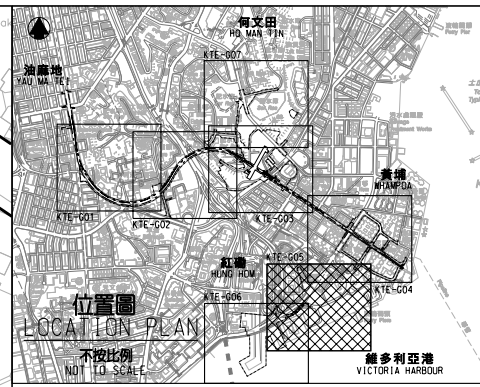 何文田
HO MAN TIN
KTE-G07
油麻地
YAU MA TEI
黃埔
WHAMPOA
KTE-G01
KTE-G02
KTE-G03
KTE-G05
紅磡
HUNG HOM
KTE-G04
KTE-G06
位置圖
LOCATION PLAN
不按比例
NOT TO SCALE
維多利亞港
VICTORIA HARBOUR